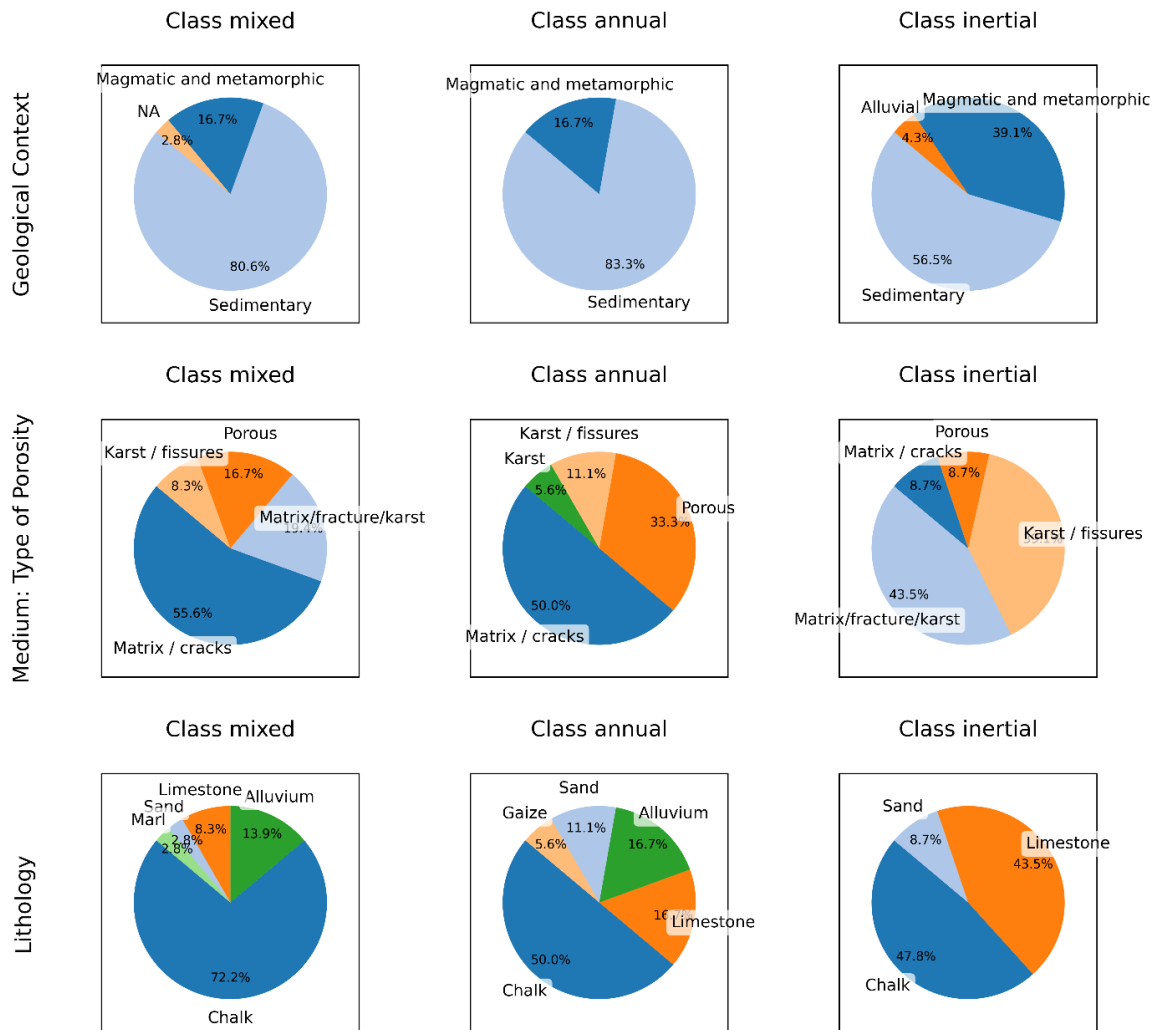 Class mixed
Class annual
Class inertial
Geological Context
Magmatic and metamorphic
NA
16.7%
2.8%
80.6%
Sedimentary
Magmatic and metamorphic
16.7%
83.3%
Sedimentary
Alluvial
Magmatic and metamorphic
4.3%
39.1%
56.5%
Sedimentary
Class mixed
Class annual
Class inertial
Medium: Type of Porosity
Porous
Karst / fissures
16.7%
8.3%
Matrix/fracture/karst
19.4%
55.6%
Matrix / cracks
Karst / fissures
Karst
11.1%
5.6%
Porous
33.3%
50.0%
Matrix / cracks
Porous
Matrix / cracks
8.7%
8.7%
Karst / fissures
39.1%
43.5%
Matrix/fracture/karst
Class mixed
Class annual
Class inertial
Lithology
Limestone
Alluvium
Sand
Marl
8.3%
13.9%
2.8%
2.8%
72.2%
Chalk
Sand
Gaize
Alluvium
11.1%
5.6%
16.7%
Limestone
50.0%
Chalk
Sand
8.7%
Limestone
43.5%
47.8%
Chalk